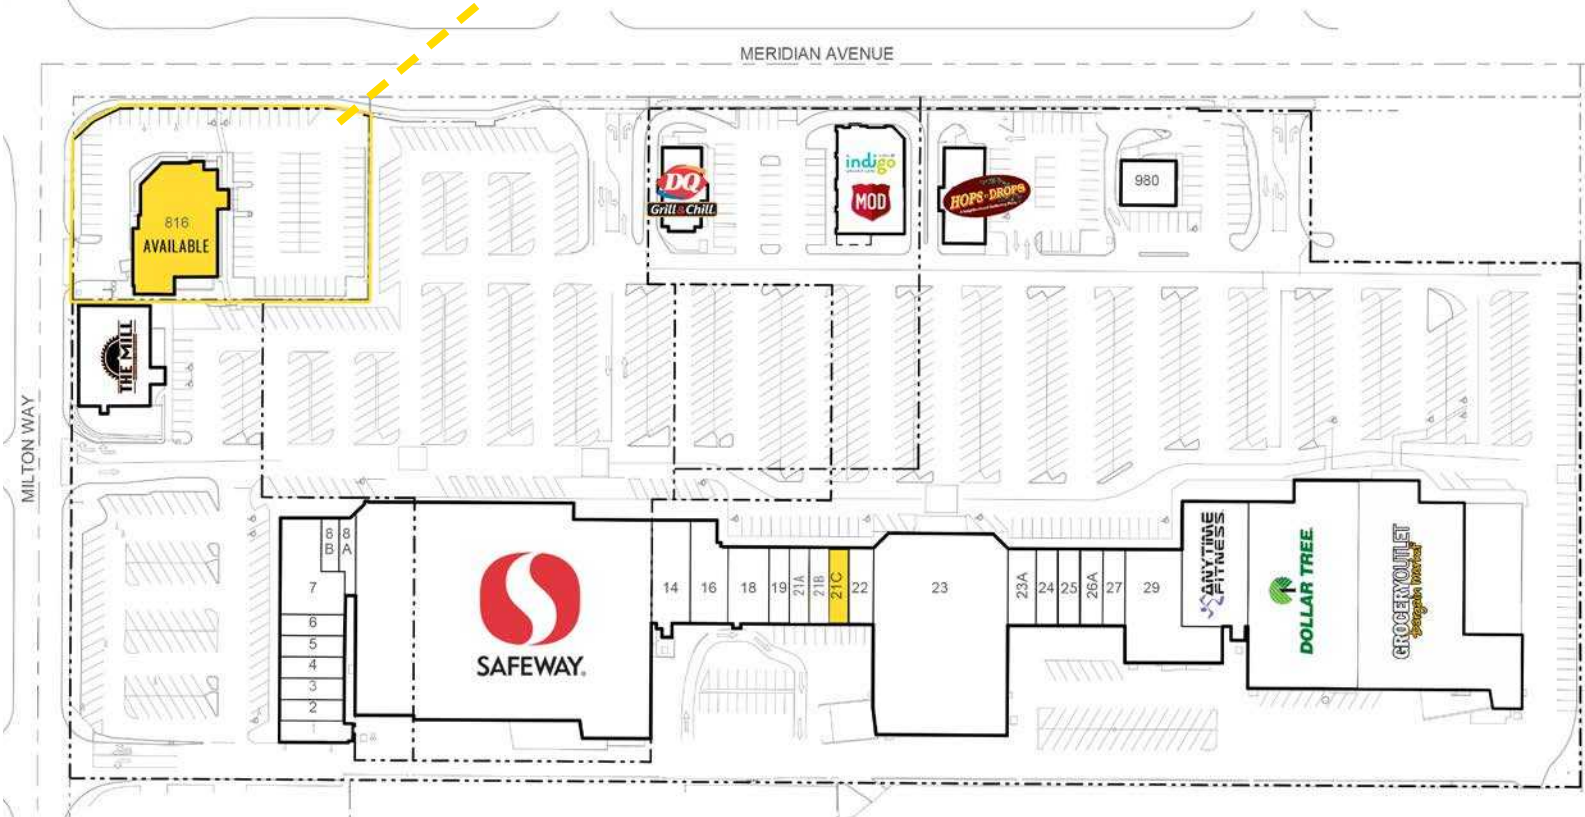 MERIDIAN AVENUE
MILTON WAY
816
AVAILABLE
THE MILL
DQ
Grill & Chill
indigo
MOD
HOPS n DROPS
980
8
B
8
A
7
6
5
4
3
2
1
SAFEWAY
14
16
18
19
21A
21B
21C
22
23
23A
24
25
26A
27
29
ANYTIME
FITNESS
DOLLAR TREE
GROCERY OUTLET
bargain market